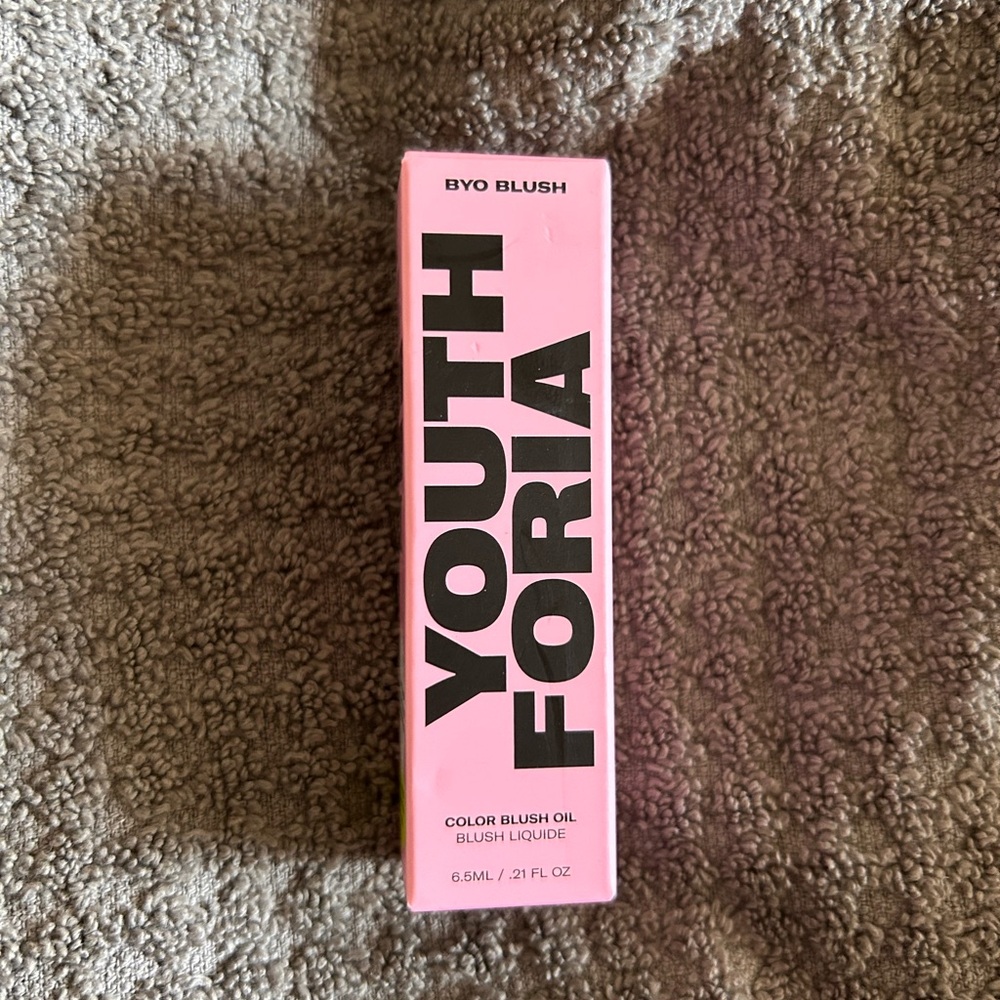 BYO BLUSH
YOUTH
FORIA
COLOR BLUSH OIL
BLUSH LIQUIDE
6.5ML / .21 FL OZ